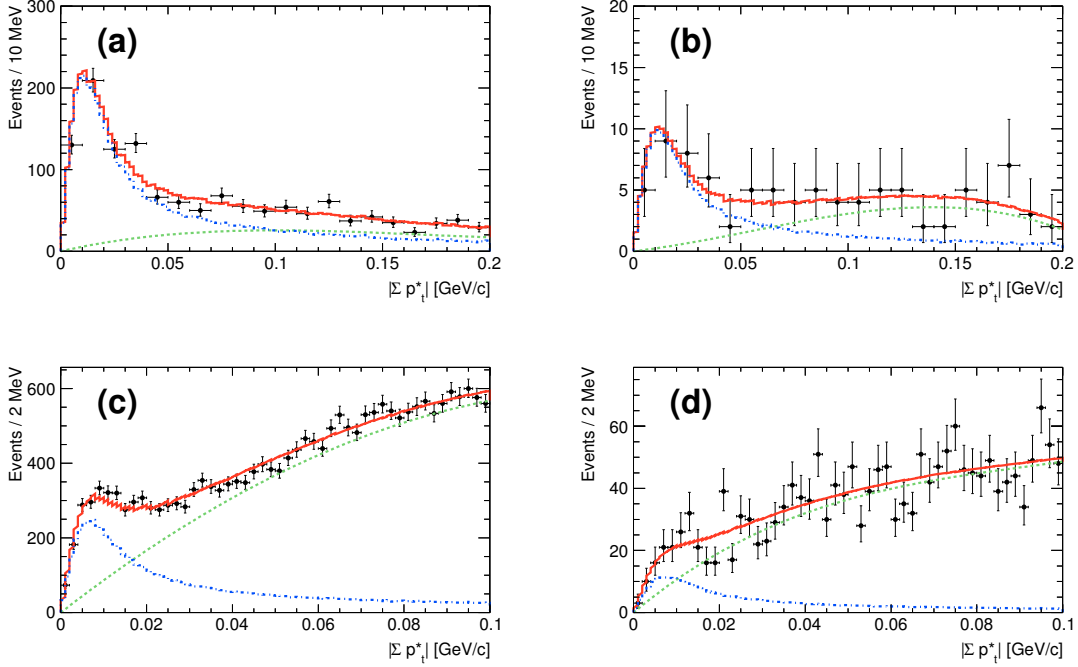 (a)
Events / 10 MeV
300
200
100
0
0 0.05 0.1 0.15 0.2
|Σ p*t| [GeV/c]
(b)
Events / 10 MeV
20
15
10
5
0
0 0.05 0.1 0.15 0.2
|Σ p*t| [GeV/c]
(c)
Events / 2 MeV
600
400
200
0
0 0.02 0.04 0.06 0.08 0.1
|Σ p*t| [GeV/c]
(d)
Events / 2 MeV
60
40
20
0
0 0.02 0.04 0.06 0.08 0.1
|Σ p*t| [GeV/c]